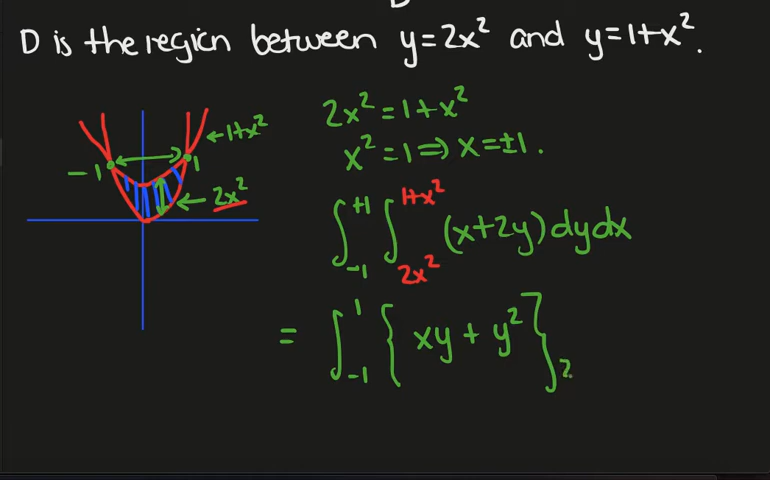 D
D is the region between y=2x² and y=1+x².
2x² = 1+x²
x² = 1 ⇒ x = ±1.
←1+x²
-1
1
←2x²
∫_{-1}^{+1} ∫_{2x²}^{1+x²} (x+2y) dy dx
= ∫_{-1}^{1} { xy + y² }_{2